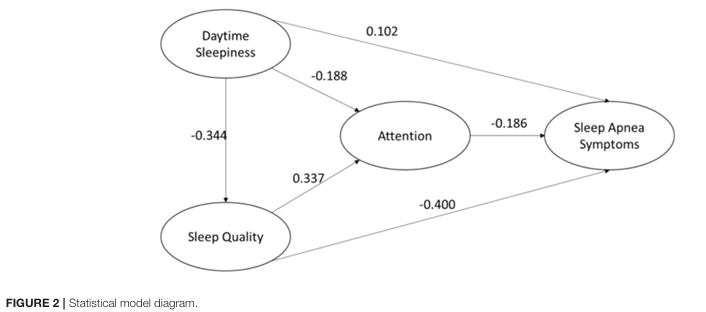 0.102
Daytime
Sleepiness
-0.188
-0.344
Attention
-0.186
Sleep Apnea
Symptoms
0.337
-0.400
Sleep Quality
FIGURE 2 | Statistical model diagram.